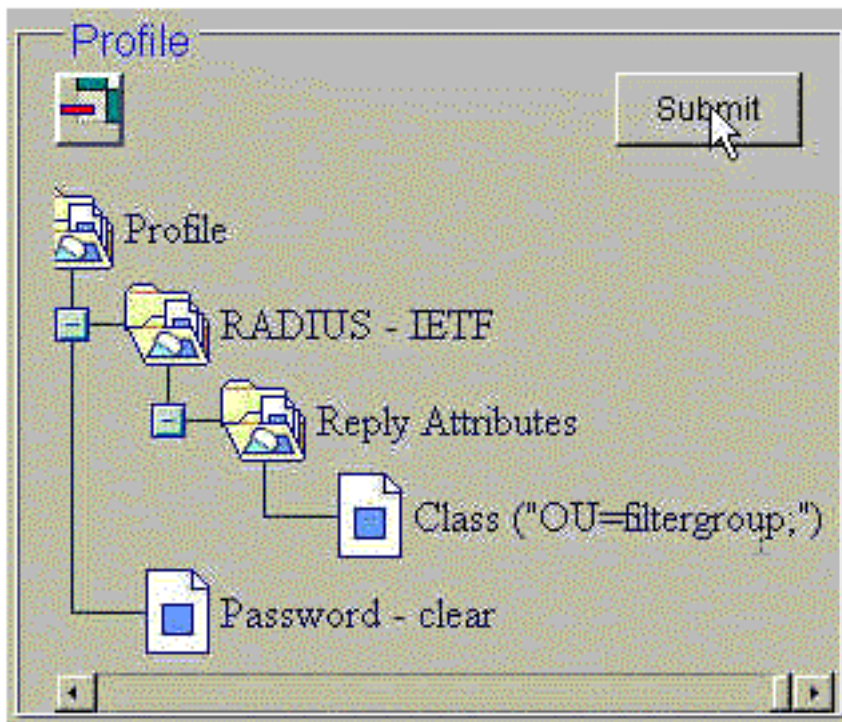 Profile
Submit
Profile
RADIUS - IETF
Reply Attributes
Class ("OU=filtergroup;")
Password - clear